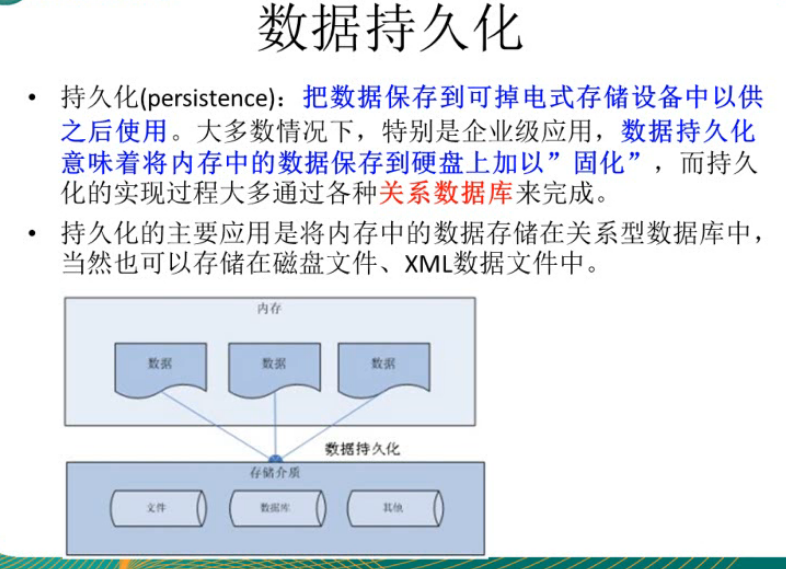 数据持久化
• 持久化(persistence)：把数据保存到可掉电式存储设备中以供
之后使用。大多数情况下，特别是企业级应用，数据持久化
意味着将内存中的数据保存到硬盘上加以”固化”，而持久
化的实现过程大多通过各种关系数据库来完成。
• 持久化的主要应用是将内存中的数据存储在关系型数据库中，
当然也可以存储在磁盘文件、XML数据文件中。
内存
数据 数据 数据
数据持久化
存储介质
文件 数据库 其他